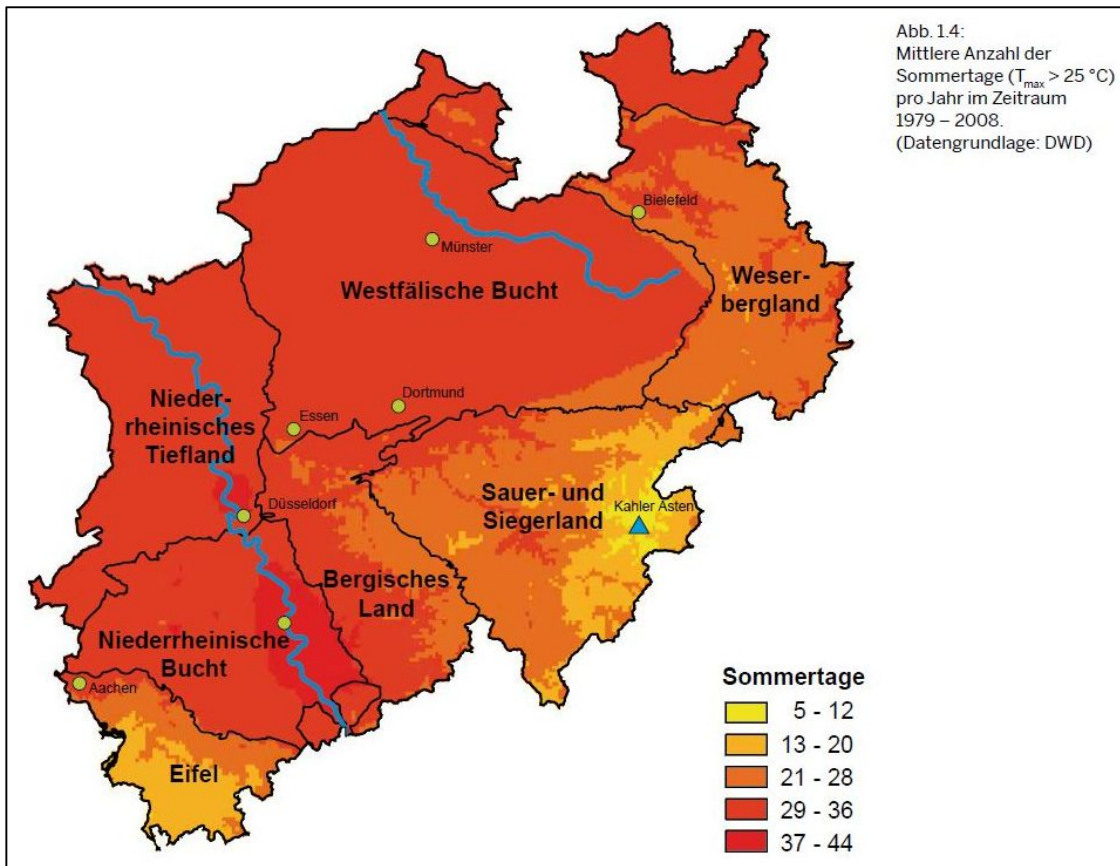 Abb. 1.4:
Mittlere Anzahl der
Sommertage (Tmax > 25 °C)
pro Jahr im Zeitraum
1979 – 2008.
(Datengrundlage: DWD)
Bielefeld
Münster
Weser-
bergland
Westfälische Bucht
Nieder-
rheinisches
Tiefland
Dortmund
Essen
Düsseldorf
Sauer- und
Siegerland
Kahler Asten
Bergisches
Land
Niederrheinische
Bucht
Aachen
Eifel
Sommertage
5 - 12
13 - 20
21 - 28
29 - 36
37 - 44